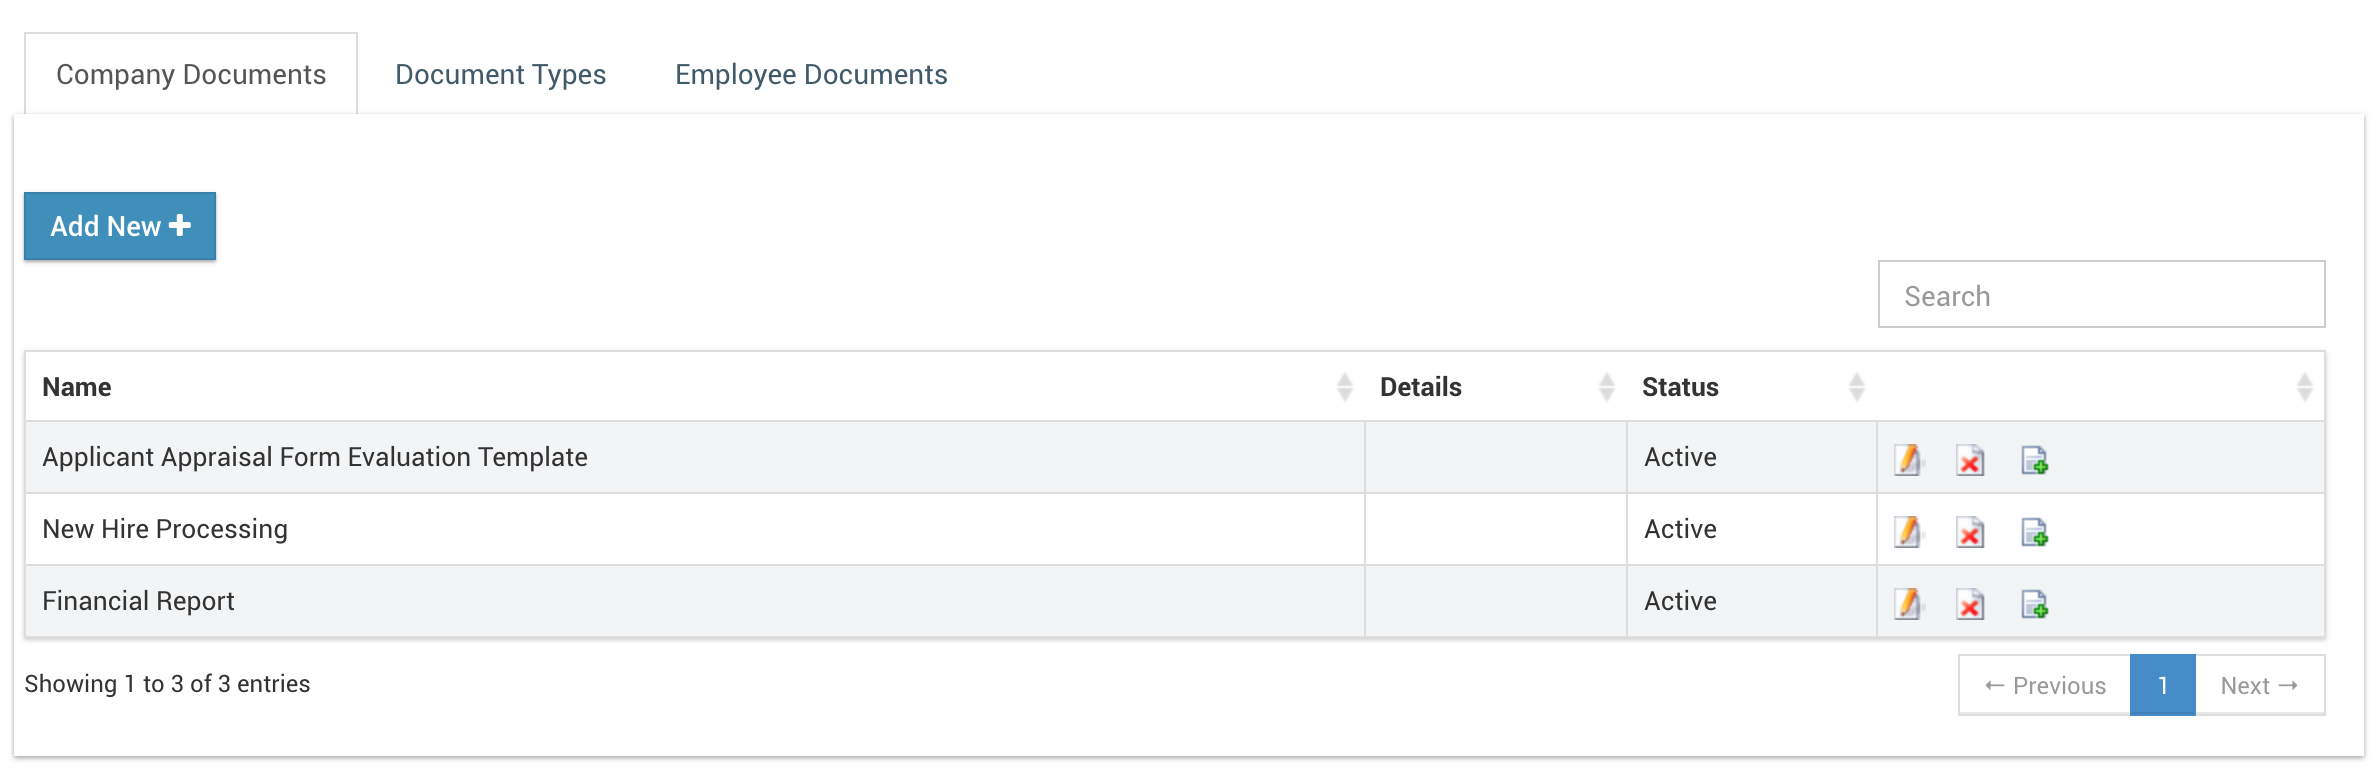 Company Documents Document Types Employee Documents
Add New
Search
Name Details Status
Applicant Appraisal Form Evaluation Template Active
New Hire Processing Active
Financial Report Active
Showing 1 to 3 of 3 entries ← Previous 1 Next →